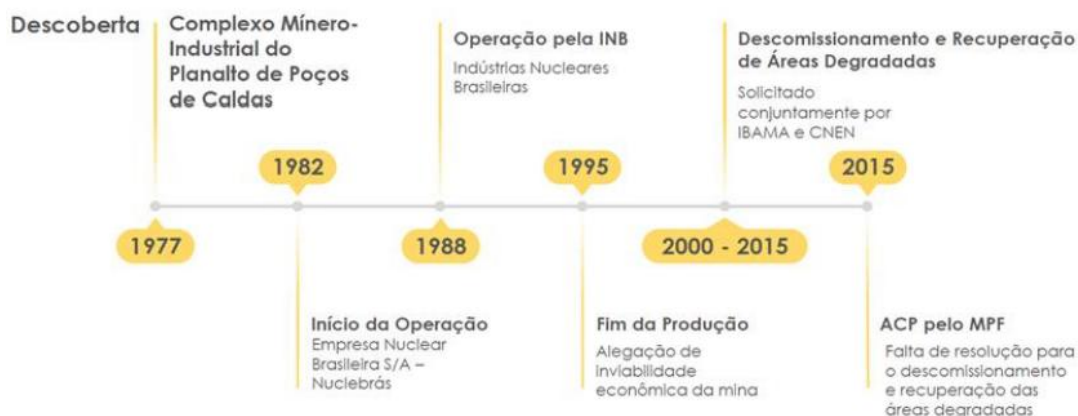 Descoberta
Complexo Mínero-
Industrial do
Planalto de Poços
de Caldas
Operação pela INB
Indústrias Nucleares
Brasileiras
Descomissionamento e Recuperação
de Áreas Degradadas
Solicitado
conjuntamente por
IBAMA e CNEN
1982
1995
2015
1977
1988
2000 - 2015
Início da Operação
Empresa Nuclear
Brasileira S/A –
Nuclebrás
Fim da Produção
Alegação de
inviabilidade
econômica da mina
ACP pelo MPF
Falta de resolução para
o descomissionamento
e recuperação das
áreas degradadas